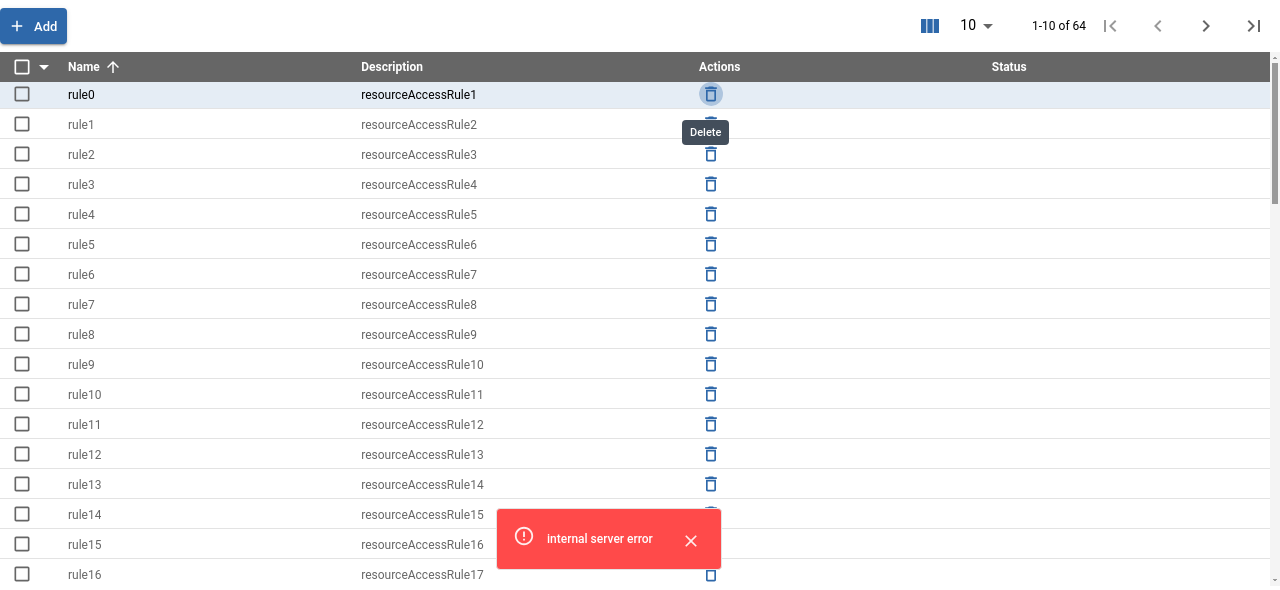 Add
10
1-10 of 64
Name Description Actions Status
rule0 resourceAccessRule1
rule1 resourceAccessRule2
Delete
rule2 resourceAccessRule3
rule3 resourceAccessRule4
rule4 resourceAccessRule5
rule5 resourceAccessRule6
rule6 resourceAccessRule7
rule7 resourceAccessRule8
rule8 resourceAccessRule9
rule9 resourceAccessRule10
rule10 resourceAccessRule11
rule11 resourceAccessRule12
rule12 resourceAccessRule13
rule13 resourceAccessRule14
rule14 resourceAccessRule15
internal server error
rule15 resourceAccessRule16
rule16 resourceAccessRule17